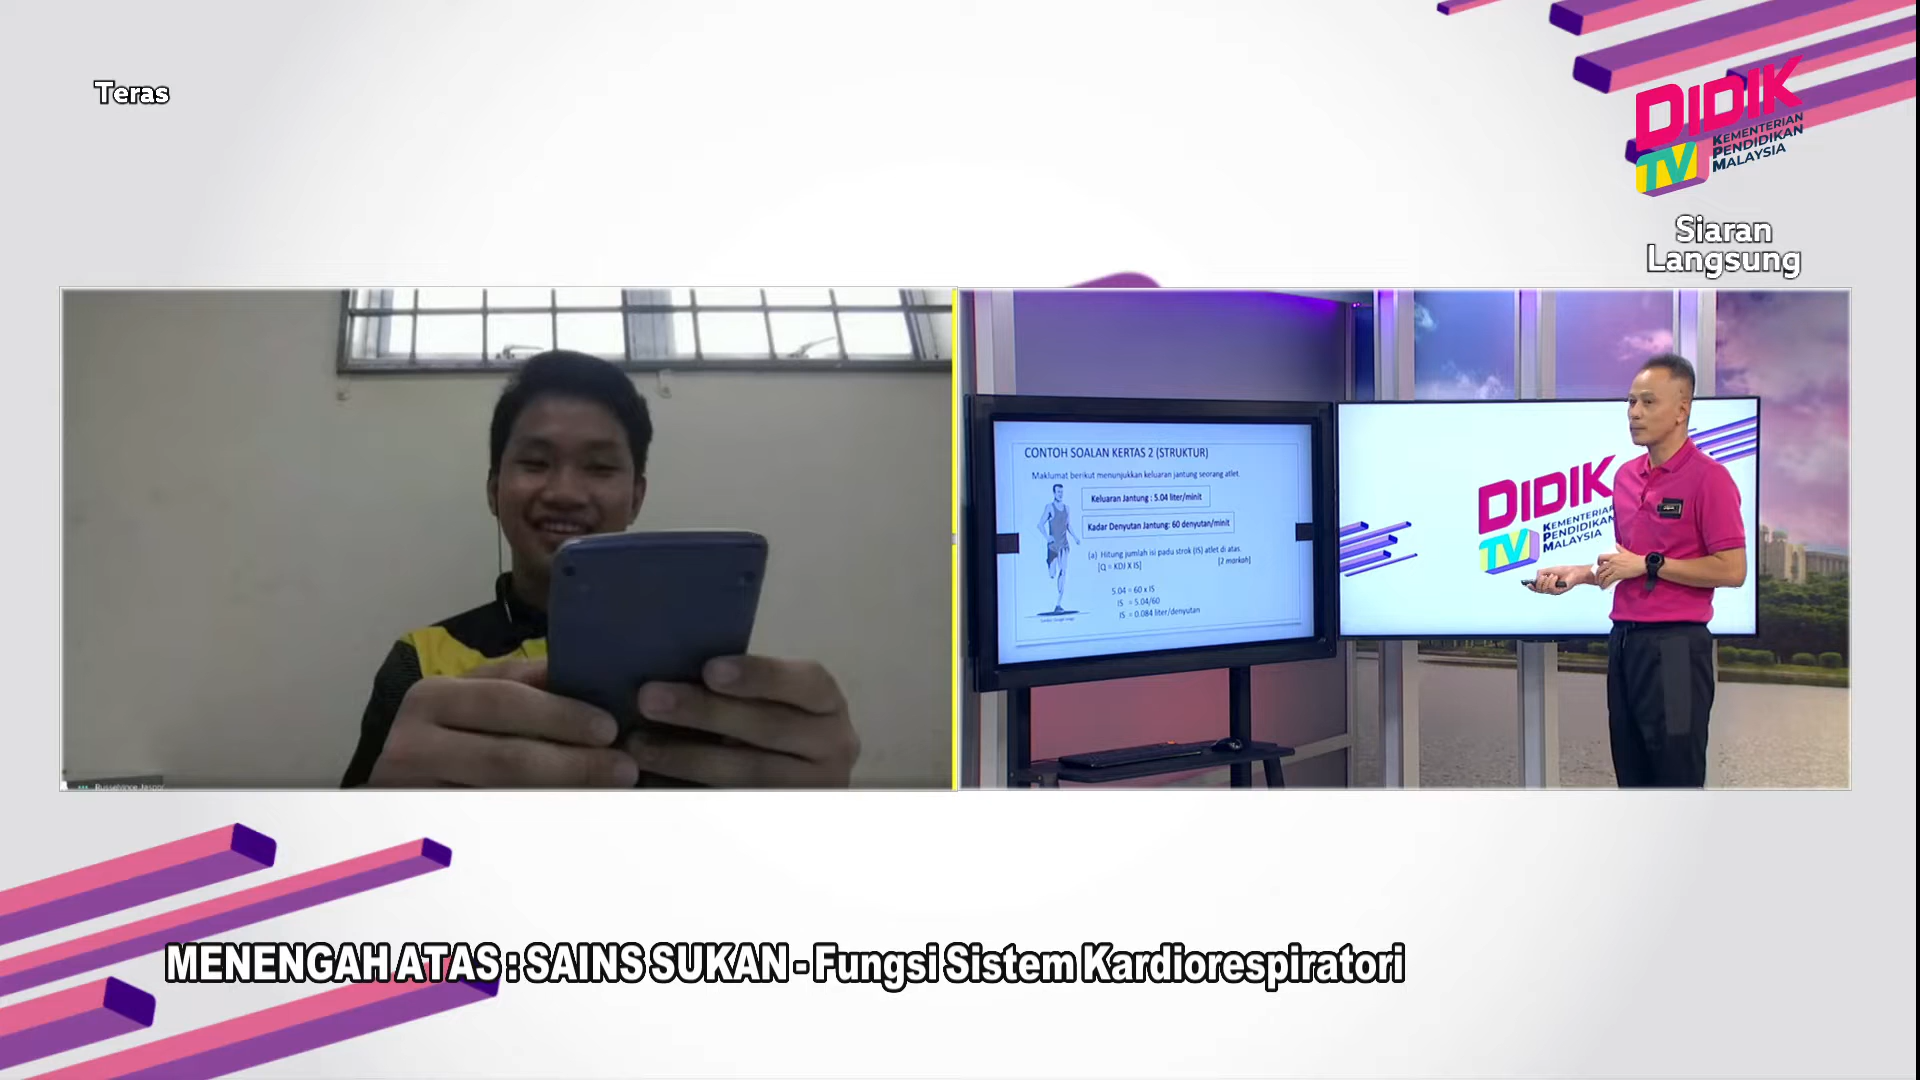 Teras
DIDIK
TV
KEMENTERIAN
PENDIDIKAN
MALAYSIA
Siaran
Langsung
CONTOH SOALAN KERTAS 2 (STRUKTUR)
Maklumat berikut menunjukkan keluaran jantung seorang atlet.
Keluaran Jantung : 5.04 liter/minit
Kadar Denyutan Jantung: 60 denyutan/minit
(a) Hitung jumlah isi padu strok (IS) atlet di atas.
[Q = KDJ X IS] [2 markah]
5.04 = 60 x IS
IS = 5.04/60
IS = 0.084 liter/denyutan
DIDIK
TV
KEMENTERIAN
PENDIDIKAN
MALAYSIA
MENENGAH ATAS : SAINS SUKAN - Fungsi Sistem Kardiorespiratori